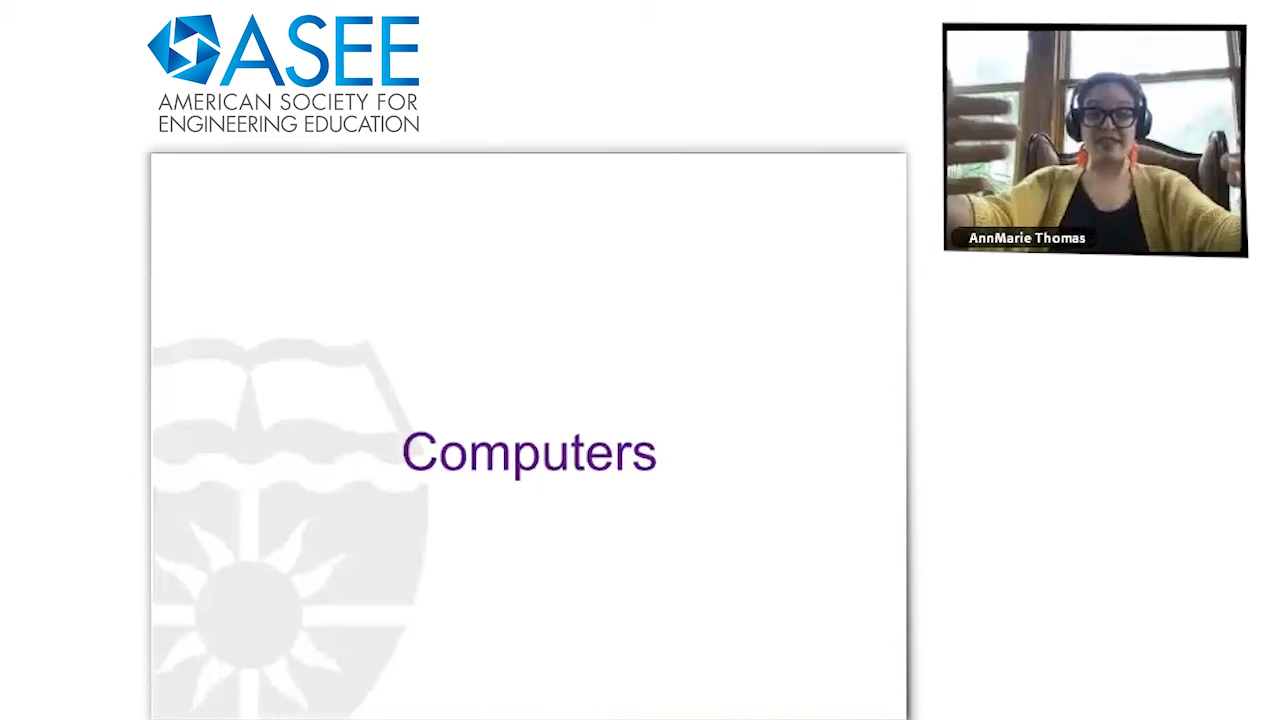 ASEE
AMERICAN SOCIETY FOR
ENGINEERING EDUCATION
AnnMarie Thomas
Computers